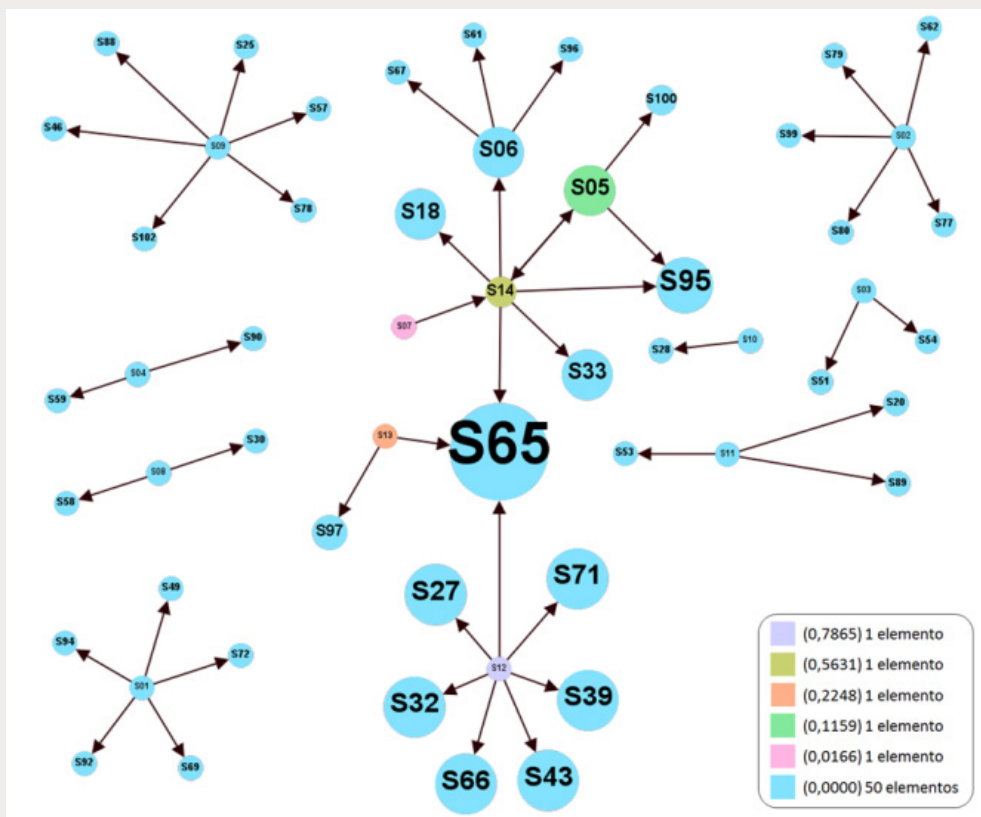 S88
S25
S57
S46
S09
S78
S102
S61
S96
S67
S06
S100
S05
S18
S14
S95
S07
S33
S62
S79
S99
S02
S77
S80
S03
S54
S51
S10
S28
S90
S04
S59
S30
S08
S58
S13
S65
S97
S20
S53
S11
S89
S49
S94
S72
S01
S92
S69
S27
S71
S12
S32
S39
S66
S43
(0,7865) 1 elemento
(0,5631) 1 elemento
(0,2248) 1 elemento
(0,1159) 1 elemento
(0,0166) 1 elemento
(0,0000) 50 elementos